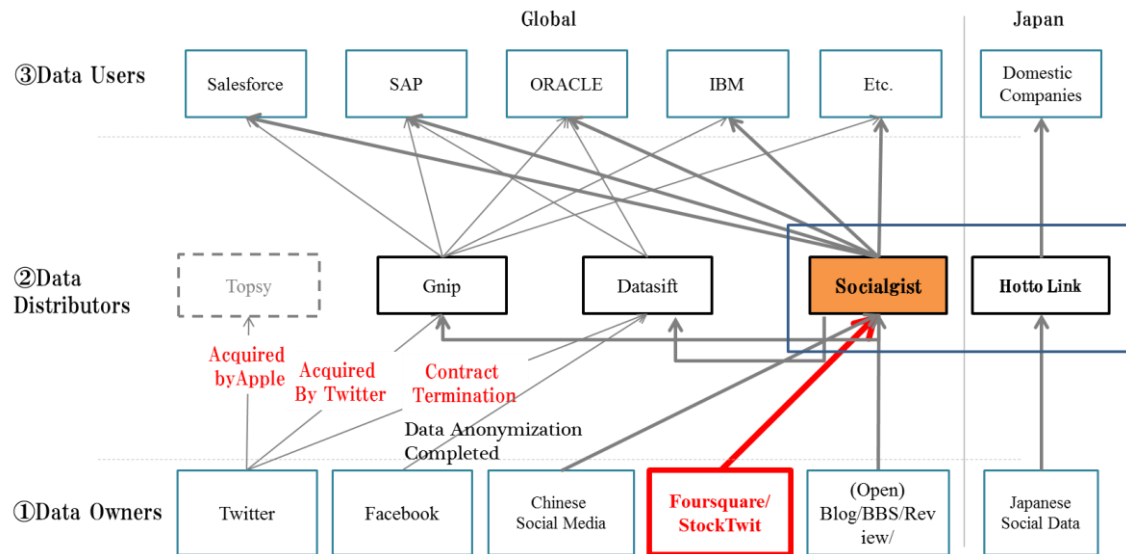 Global
Japan
③Data Users
Salesforce
SAP
ORACLE
IBM
Etc.
Domestic
Companies
②Data
Distributors
Topsy
Gnip
Datasift
Socialgist
Hotto Link
Acquired
byApple
Acquired
By Twitter
Contract
Termination
Data Anonymization
Completed
①Data Owners
Twitter
Facebook
Chinese
Social Media
Foursquare/
StockTwit
(Open)
Blog/BBS/Rev
iew/
Japanese
Social Data